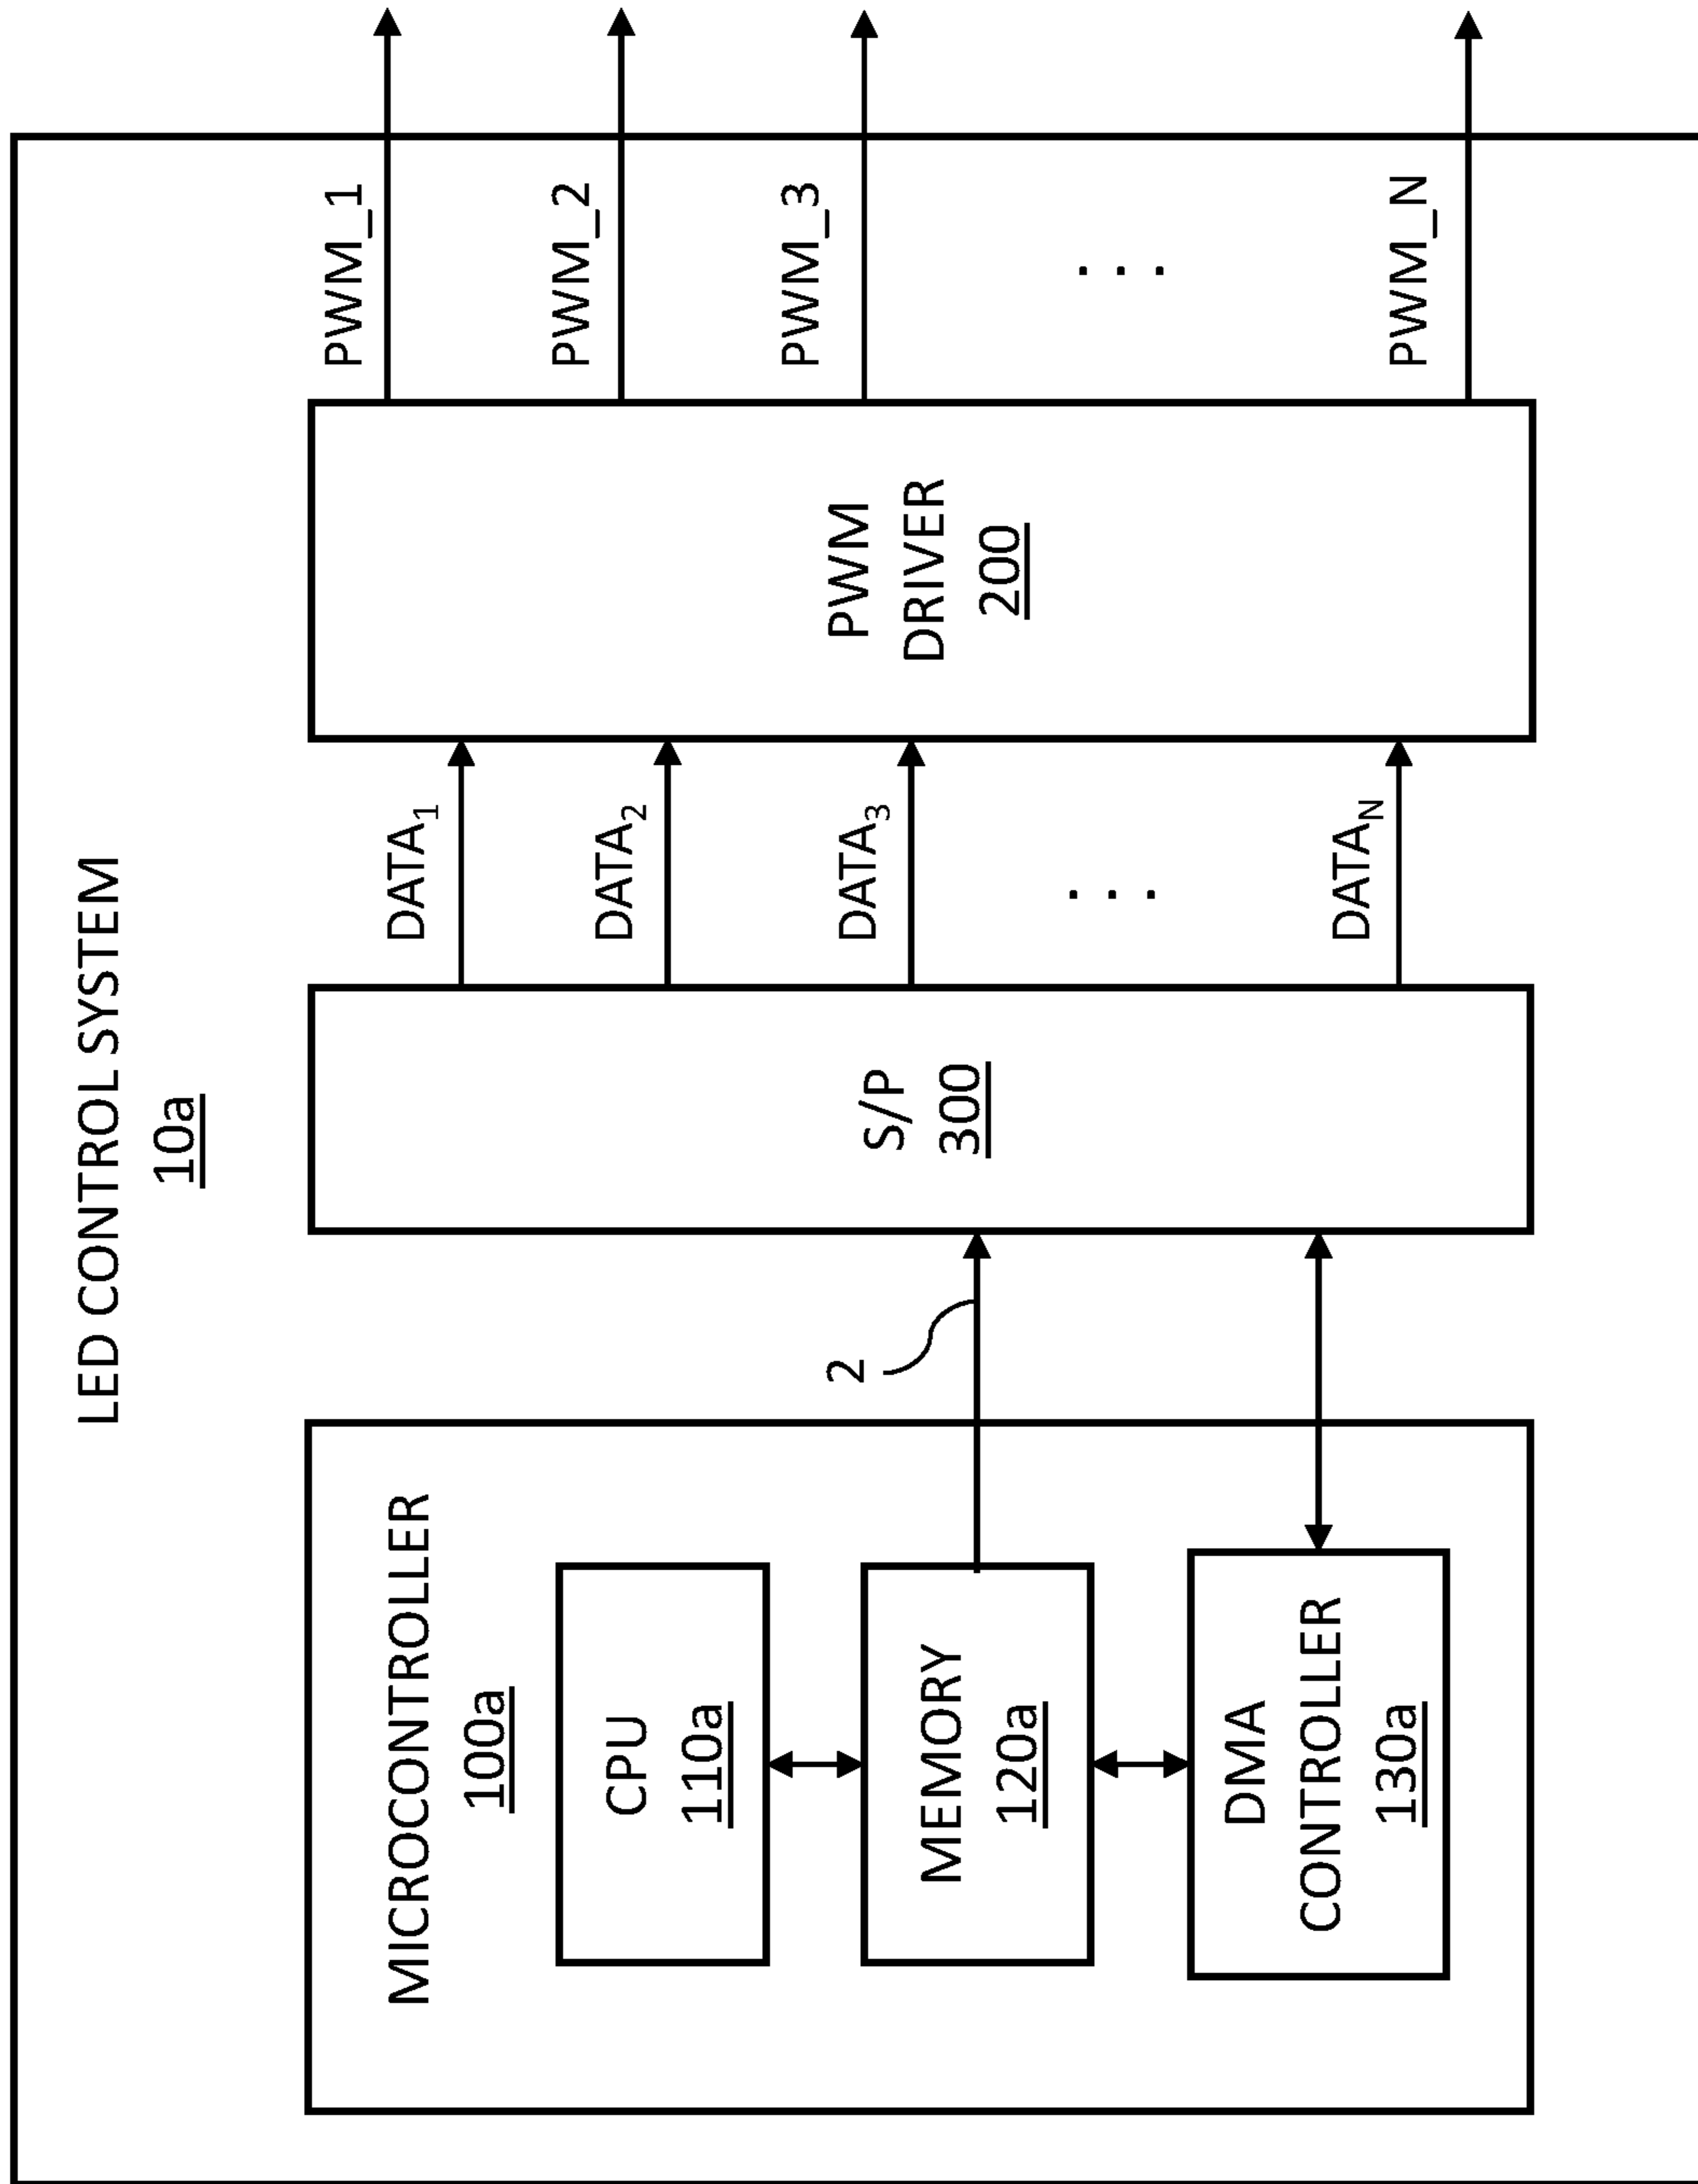 LED CONTROL SYSTEM
10a
MICROCONTROLLER
100a
CPU
110a
MEMORY
120a
DMA
CONTROLLER
130a
2
S/P
300
DATA₁
DATA₂
DATA₃
. . .
DATA_N
PWM
DRIVER
200
PWM_1
PWM_2
PWM_3
. . .
PWM_N